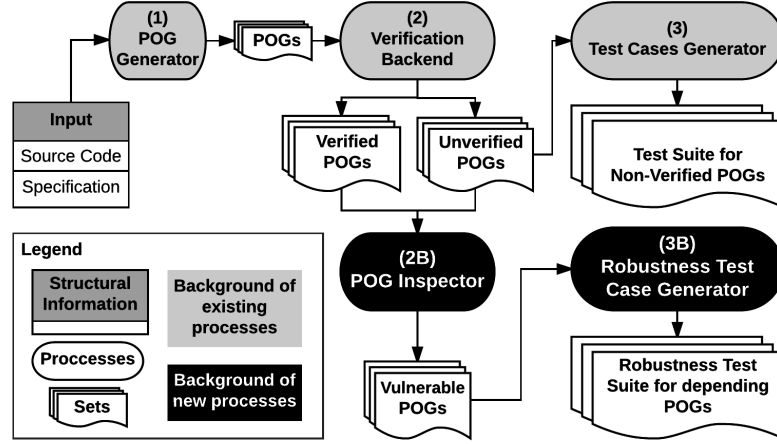 (1)
POG
Generator
POGs
(2)
Verification
Backend
(3)
Test Cases Generator
Input
Source Code
Specification
Verified
POGs
Unverified
POGs
Test Suite for
Non-Verified POGs
Legend
Structural
Information
Background of
existing
processes
Proccesses
Sets
Background of
new processes
(2B)
POG Inspector
(3B)
Robustness Test
Case Generator
Vulnerable
POGs
Robustness Test
Suite for depending
POGs